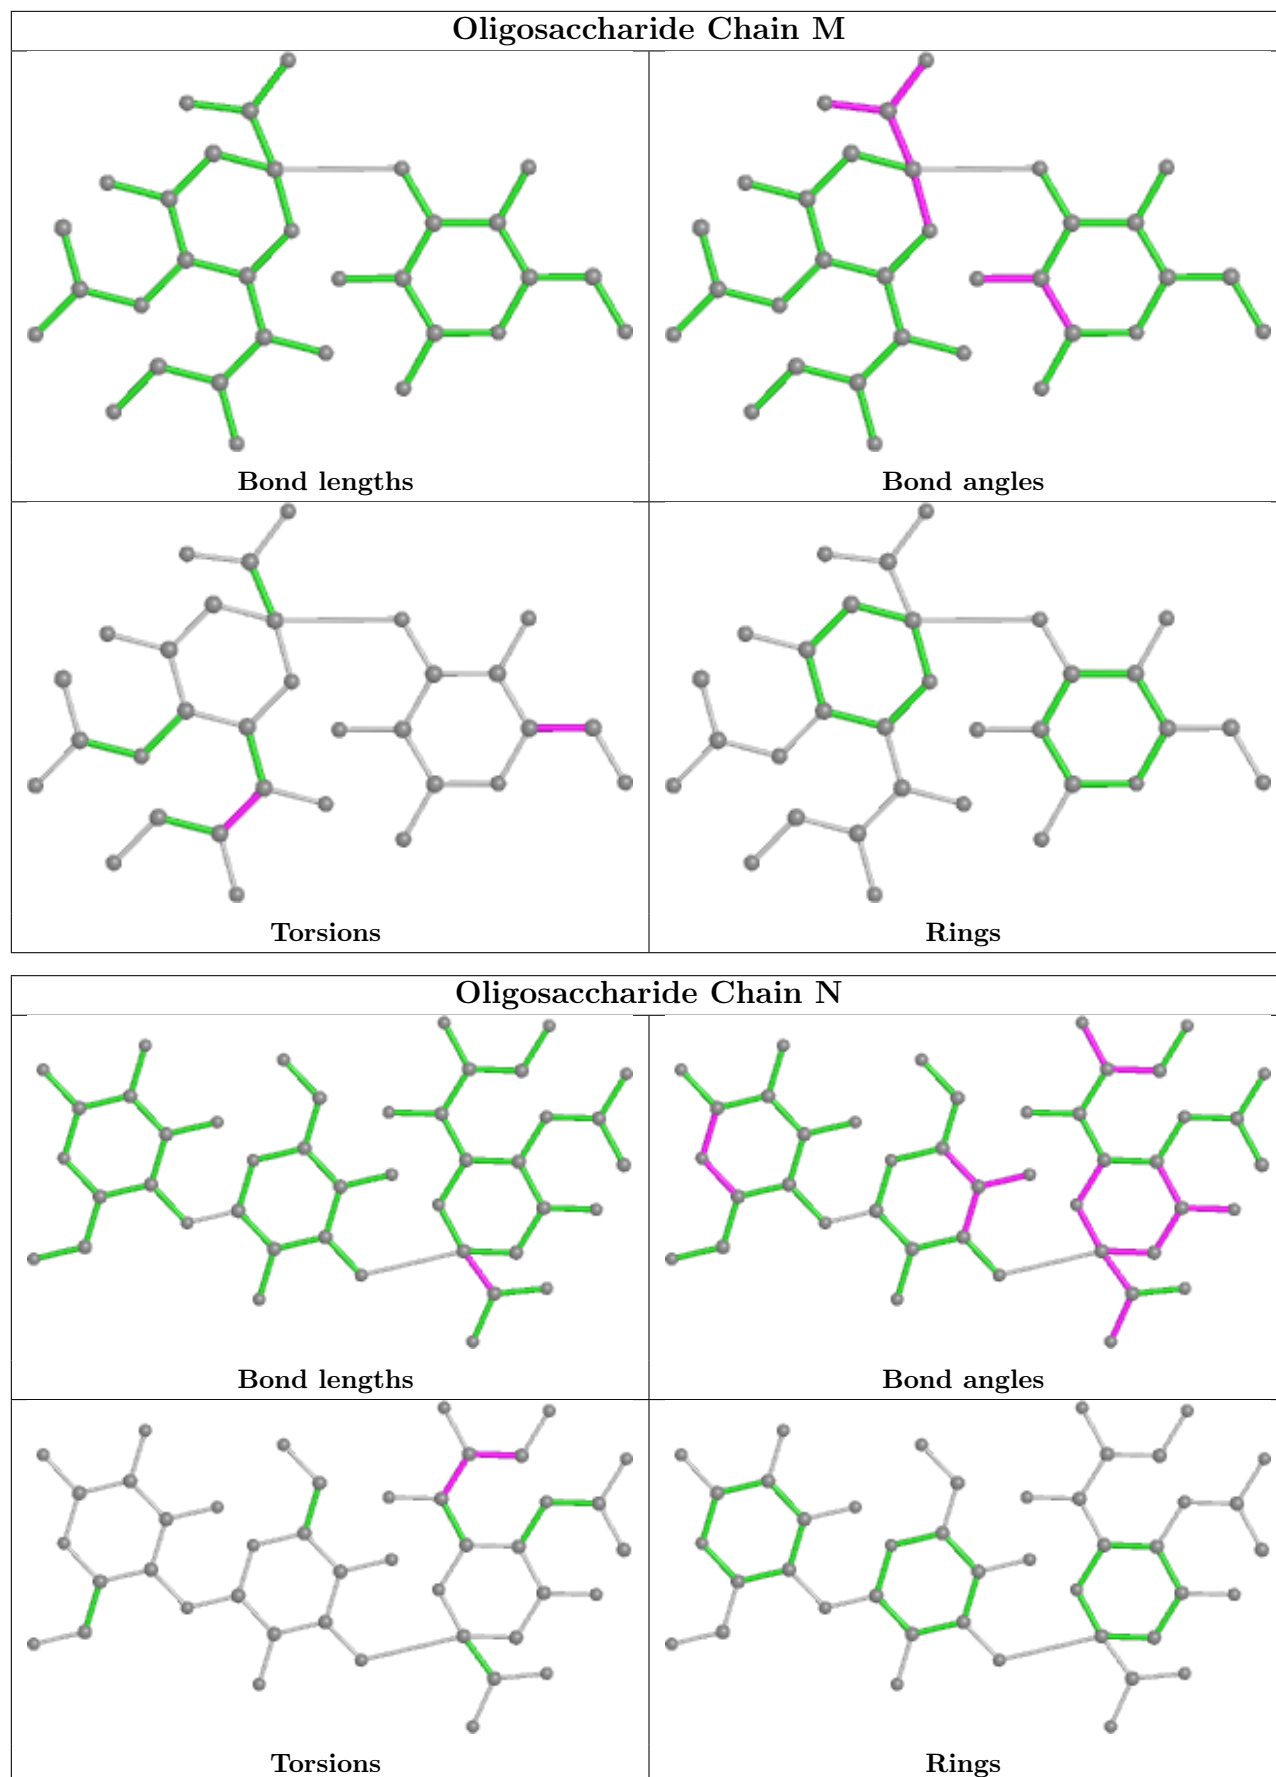 Oligosaccharide Chain M
Bond lengths
Bond angles
Torsions
Rings
Oligosaccharide Chain N
Bond lengths
Bond angles
Torsions
Rings